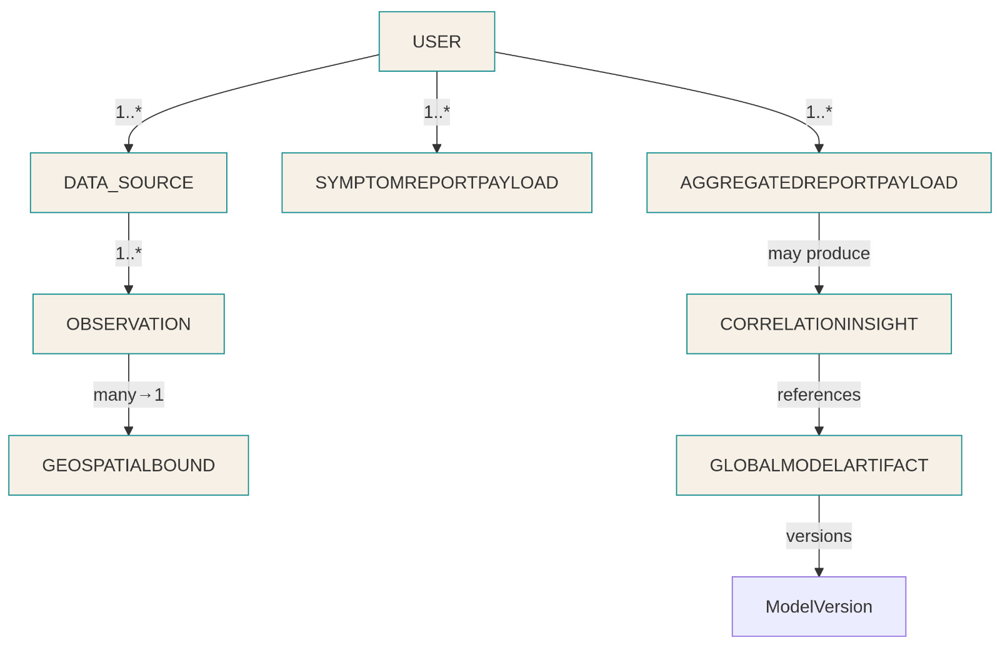 USER
1..*
1..*
1..*
DATA_SOURCE
SYMPTOMREPORTPAYLOAD
AGGREGATEDREPORTPAYLOAD
1..*
may produce
OBSERVATION
CORRELATIONINSIGHT
many→1
references
GEOSPATIALBOUND
GLOBALMODELARTIFACT
versions
ModelVersion